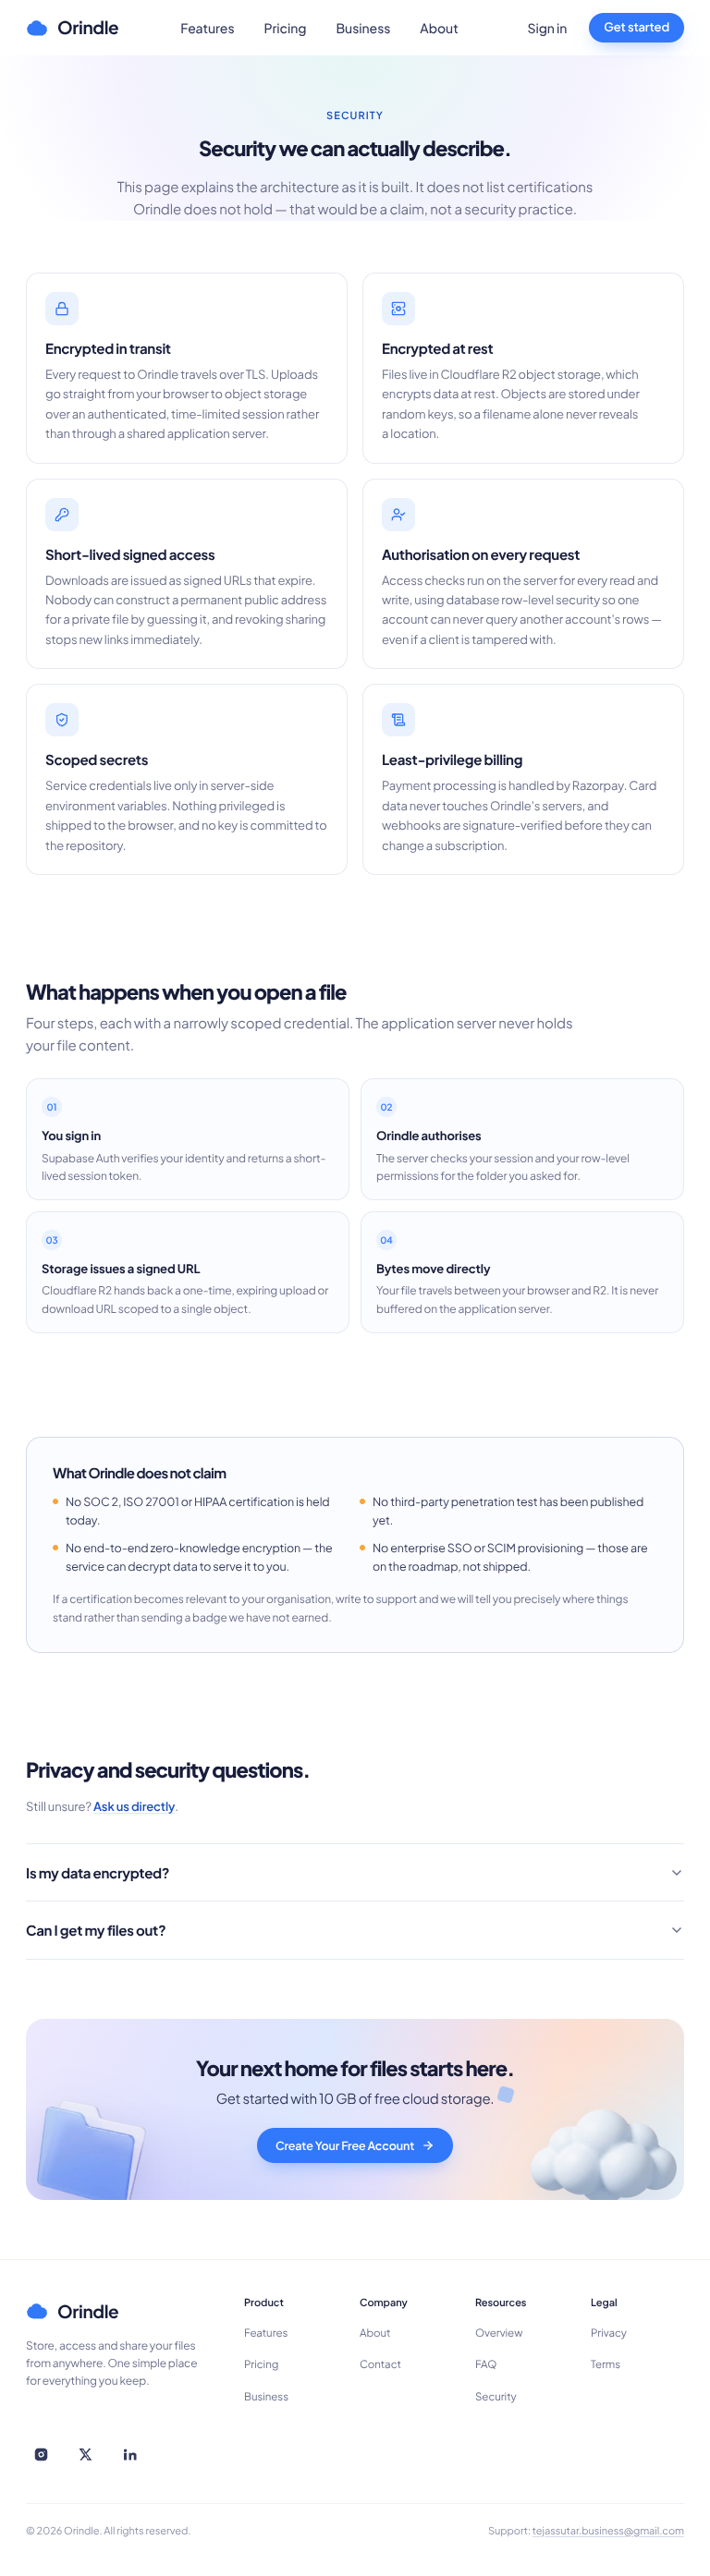 Orindle
Features
Pricing
Business
About
Sign in
Get started
SECURITY
Security we can actually describe.
This page explains the architecture as it is built. It does not list certifications
Orindle does not hold — that would be a claim, not a security practice.
Encrypted in transit
Every request to Orindle travels over TLS. Uploads
go straight from your browser to object storage
over an authenticated, time-limited session rather
than through a shared application server.
Encrypted at rest
Files live in Cloudflare R2 object storage, which
encrypts data at rest. Objects are stored under
random keys, so a filename alone never reveals
a location.
Short-lived signed access
Downloads are issued as signed URLs that expire.
Nobody can construct a permanent public address
for a private file by guessing it, and revoking sharing
stops new links immediately.
Authorisation on every request
Access checks run on the server for every read and
write, using database row-level security so one
account can never query another account's rows —
even if a client is tampered with.
Scoped secrets
Service credentials live only in server-side
environment variables. Nothing privileged is
shipped to the browser, and no key is committed to
the repository.
Least-privilege billing
Payment processing is handled by Razorpay. Card
data never touches Orindle's servers, and
webhooks are signature-verified before they can
change a subscription.
What happens when you open a file
Four steps, each with a narrowly scoped credential. The application server never holds
your file content.
01
You sign in
Supabase Auth verifies your identity and returns a short-
lived session token.
02
Orindle authorises
The server checks your session and your row-level
permissions for the folder you asked for.
03
Storage issues a signed URL
Cloudflare R2 hands back a one-time, expiring upload or
download URL scoped to a single object.
04
Bytes move directly
Your file travels between your browser and R2. It is never
buffered on the application server.
What Orindle does not claim
No SOC 2, ISO 27001 or HIPAA certification is held
today.
No third-party penetration test has been published
yet.
No end-to-end zero-knowledge encryption — the
service can decrypt data to serve it to you.
No enterprise SSO or SCIM provisioning — those are
on the roadmap, not shipped.
If a certification becomes relevant to your organisation, write to support and we will tell you precisely where things
stand rather than sending a badge we have not earned.
Privacy and security questions.
Still unsure? Ask us directly.
Is my data encrypted?
Can I get my files out?
Your next home for files starts here.
Get started with 10 GB of free cloud storage.
Create Your Free Account
Orindle
Store, access and share your files
from anywhere. One simple place
for everything you keep.
Product
Features
Pricing
Business
Company
About
Contact
Resources
Overview
FAQ
Security
Legal
Privacy
Terms
© 2026 Orindle. All rights reserved.
Support: tejassutar.business@gmail.com